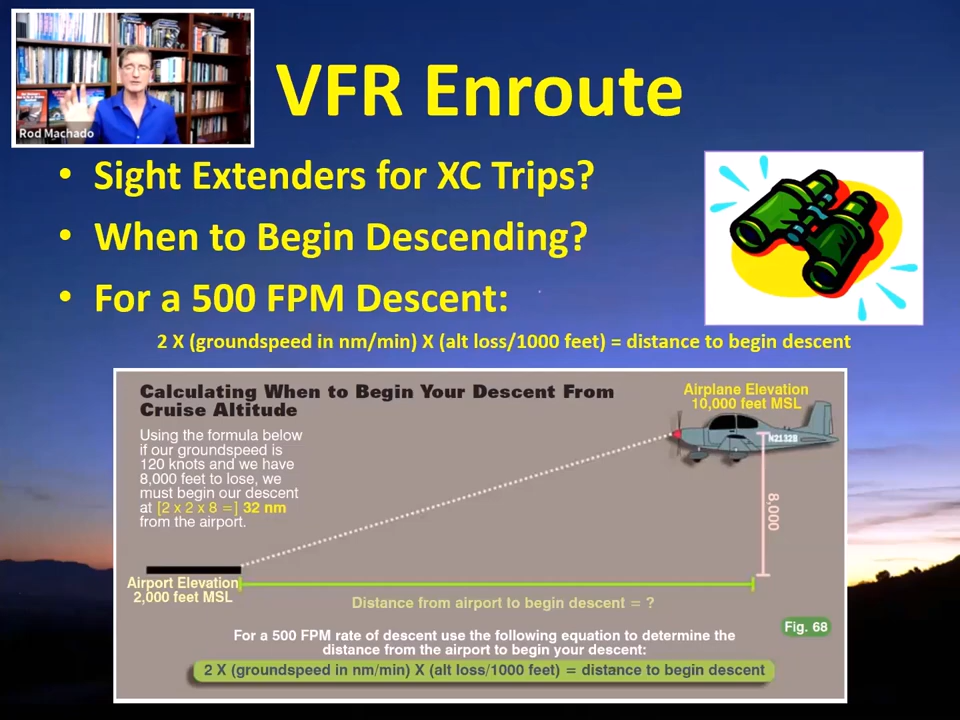 Rod Machado
VFR Enroute
• Sight Extenders for XC Trips?
• When to Begin Descending?
• For a 500 FPM Descent:
2 X (groundspeed in nm/min) X (alt loss/1000 feet) = distance to begin descent
Calculating When to Begin Your Descent From
Cruise Altitude
Using the formula below
if our groundspeed is
120 knots and we have
8,000 feet to lose, we
must begin our descent
at [2 x 2 x 8 =] 32 nm
from the airport.
Airplane Elevation
10,000 feet MSL
N2132B
8,000
Airport Elevation
2,000 feet MSL
Distance from airport to begin descent = ?
Fig. 68
For a 500 FPM rate of descent use the following equation to determine the
distance from the airport to begin your descent:
2 X (groundspeed in nm/min) X (alt loss/1000 feet) = distance to begin descent